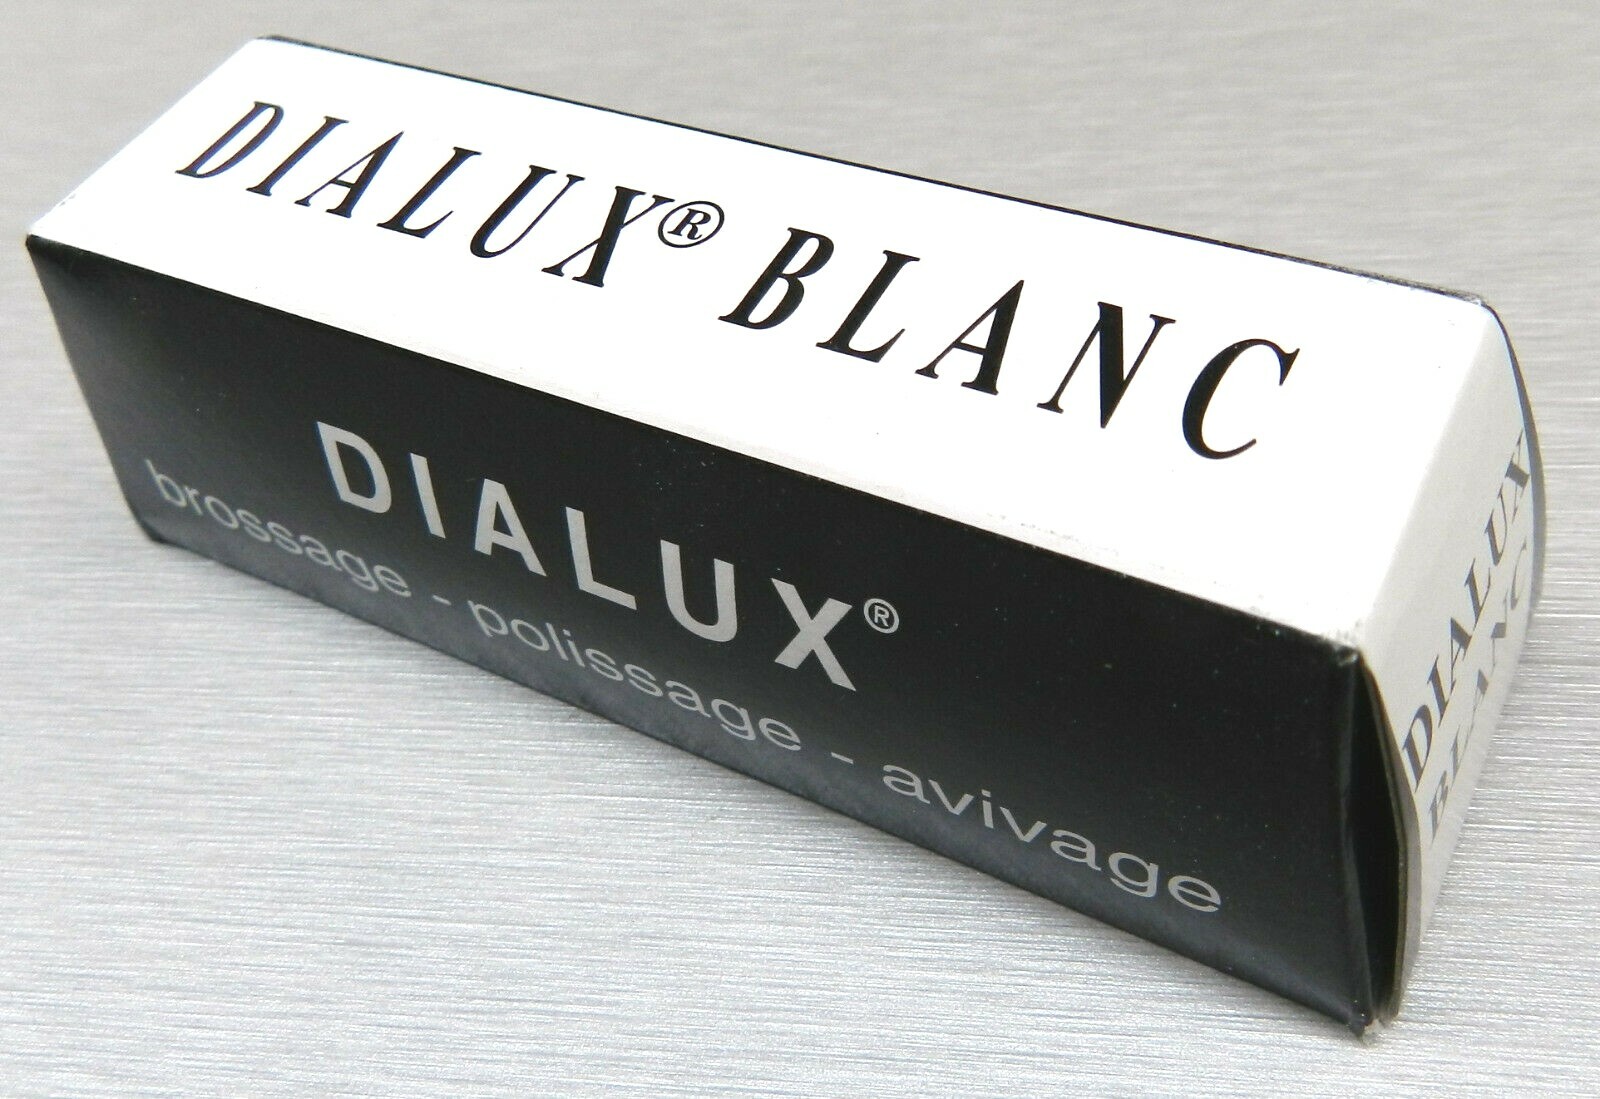 DIALUX® BLANC
DIALUX®
brossage - polissage - avivage
DIALUX
BLANC